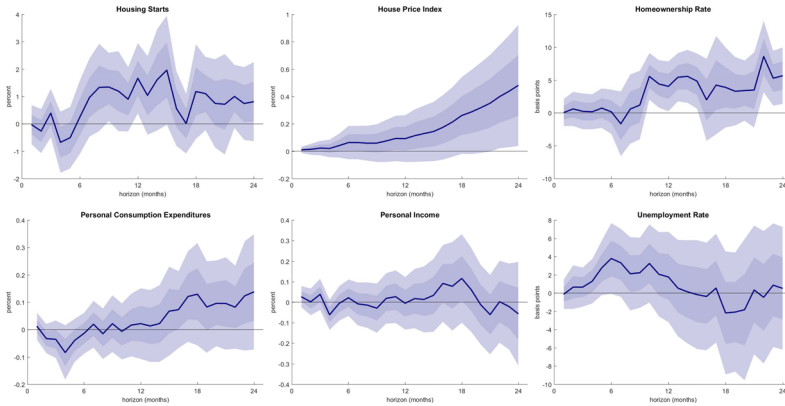 Housing Starts
House Price Index
Homeownership Rate
4
3
2
1
0
-1
-2
percent
6 12 18 24
horizon (months)
1
0.8
0.6
0.4
0.2
0
-0.2
percent
6 12 18 24
horizon (months)
15
10
5
0
-5
-10
basis points
6 12 18 24
horizon (months)
Personal Consumption Expenditures
Personal Income
Unemployment Rate
0.4
0.3
0.2
0.1
0
0.1
0.2
percent
0 6 12 18 24
horizon (months)
0.4
0.3
0.2
0.1
0
-0.1
-0.2
-0.3
-0.4
percent
6 12 18 24
horizon (months)
8
6
4
2
0
-2
-4
-6
-8
-10
basis points
6 12 18 24
horizon (months)